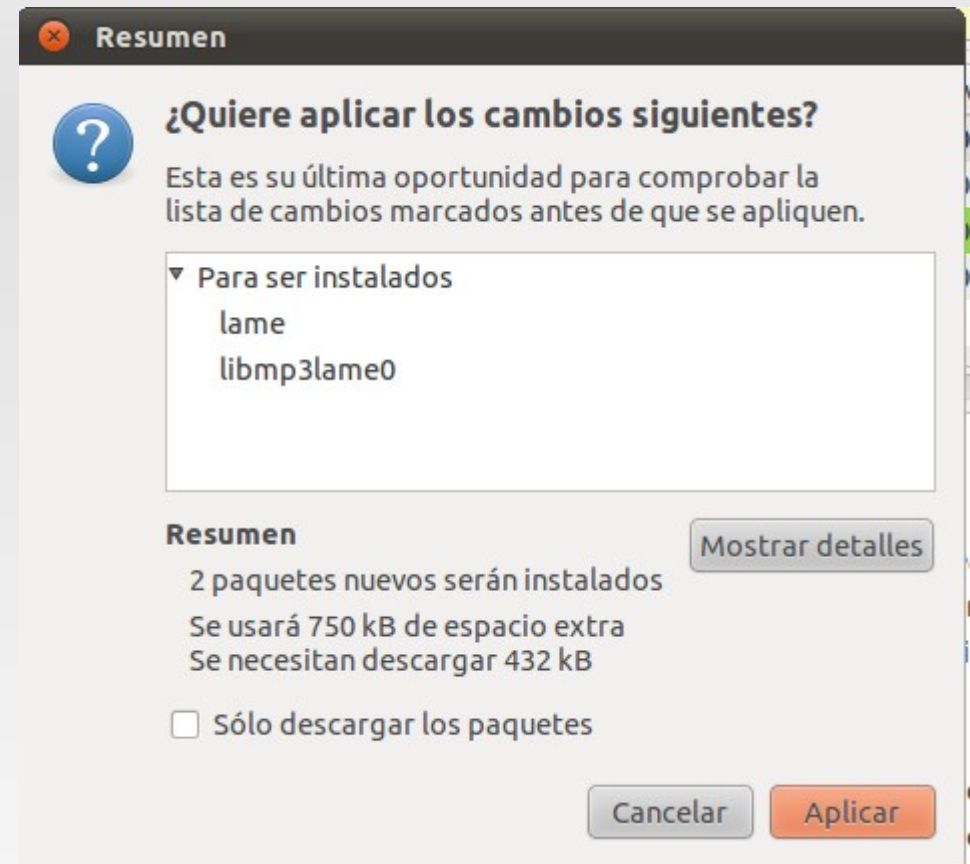 Resumen
¿Quiere aplicar los cambios siguientes?
Esta es su última oportunidad para comprobar la
lista de cambios marcados antes de que se apliquen.
Para ser instalados
lame
libmp3lame0
Resumen
Mostrar detalles
2 paquetes nuevos serán instalados
Se usará 750 kB de espacio extra
Se necesitan descargar 432 kB
Sólo descargar los paquetes
Cancelar
Aplicar